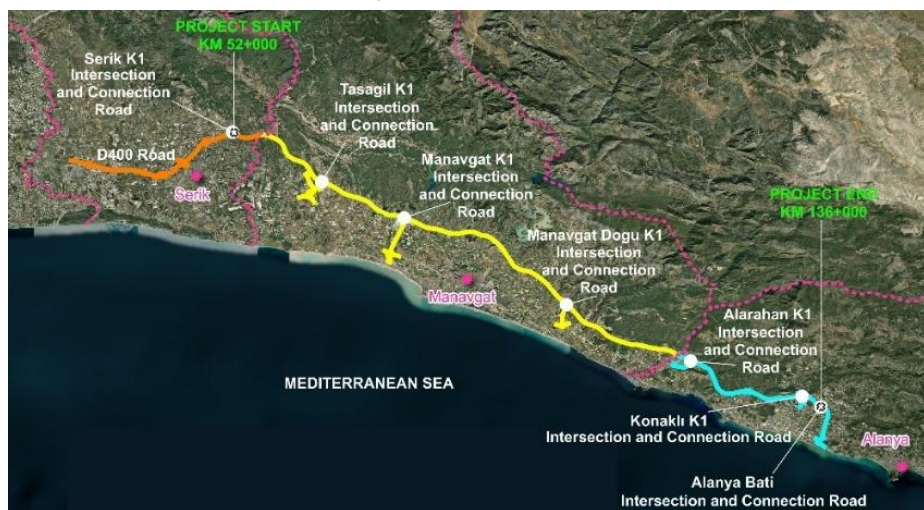 PROJECT START
KM 52+000
Serik K1
Intersection
and Connection
Road
Tasagil K1
Intersection
and Connection
Road
D400 Road
Serik
Manavgat K1
Intersection
and Connection
Road
PROJECT END
KM 136+000
Manavgat Dogu K1
Intersection
and Connection
Road
Manavgat
Alarahan K1
Intersection
and Connection
Road
MEDITERRANEAN SEA
Konaklı K1
Intersection and Connection Road
Alanya
Alanya Bati
Intersection and Connection Road